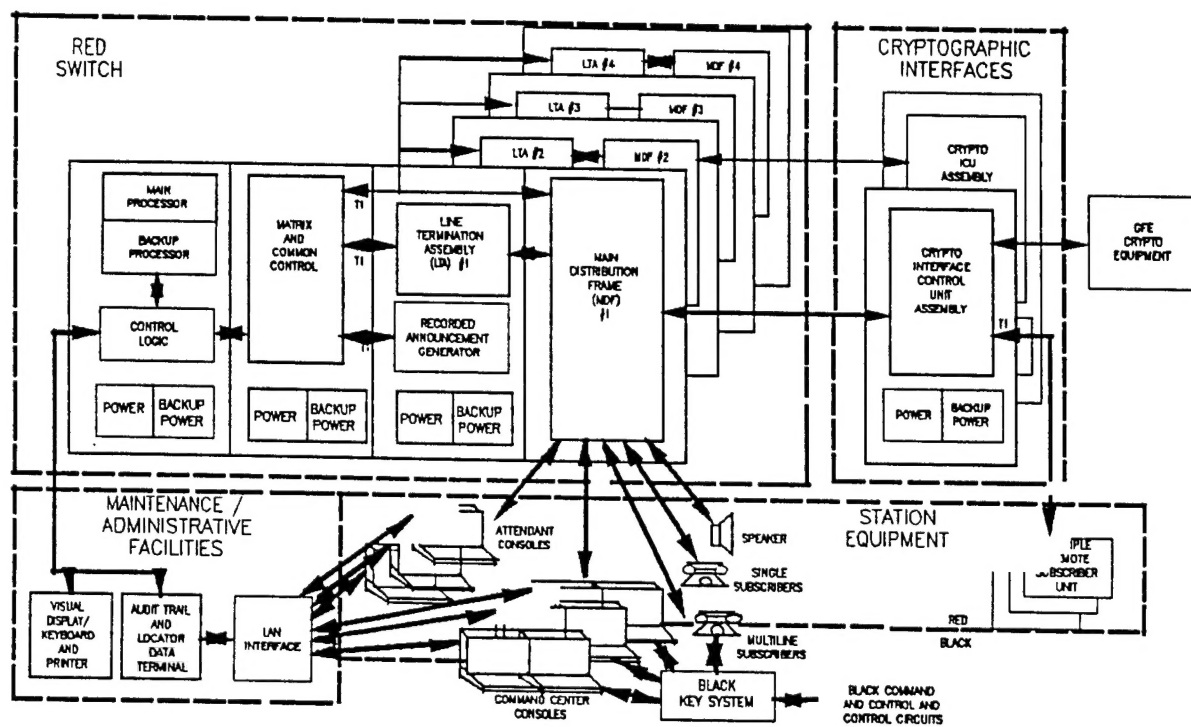 RED
SWITCH
LTA #4
MDF #4
LTA #3
MDF #3
LTA #2
MDF #2
MAIN
PROCESSOR
BACKUP
PROCESSOR
CONTROL
LOGIC
POWER
BACKUP
POWER
MATRIX
AND
COMMON
CONTROL
POWER
BACKUP
POWER
T1
T1
LINE
TERMINATION
ASSEMBLY
(LTA) #1
RECORDED
ANNOUNCEMENT
GENERATOR
POWER
BACKUP
POWER
MAIN
DISTRIBUTION
FRAME
(MDF)
#1
CRYPTOGRAPHIC
INTERFACES
CRYPTO
ICU
ASSEMBLY
CRYPTO
INTERFACE
CONTROL
UNIT
ASSEMBLY
T1
POWER
BACKUP
POWER
GFE
CRYPTO
EQUIPMENT
MAINTENANCE /
ADMINISTRATIVE
FACILITIES
VISUAL
DISPLAY/
KEYBOARD
AND
PRINTER
AUDIT TRAIL
AND
LOCATOR
DATA
TERMINAL
LAN
INTERFACE
ATTENDANT
CONSOLES
COMMAND CENTER
CONSOLES
SPEAKER
SINGLE
SUBSCRIBERS
MULTILINE
SUBSCRIBERS
STATION
EQUIPMENT
IPLE
MOTE
SUBSCRIBER
UNIT
RED
BLACK
BLACK
KEY SYSTEM
BLACK COMMAND
AND CONTROL AND
CONTROL CIRCUITS